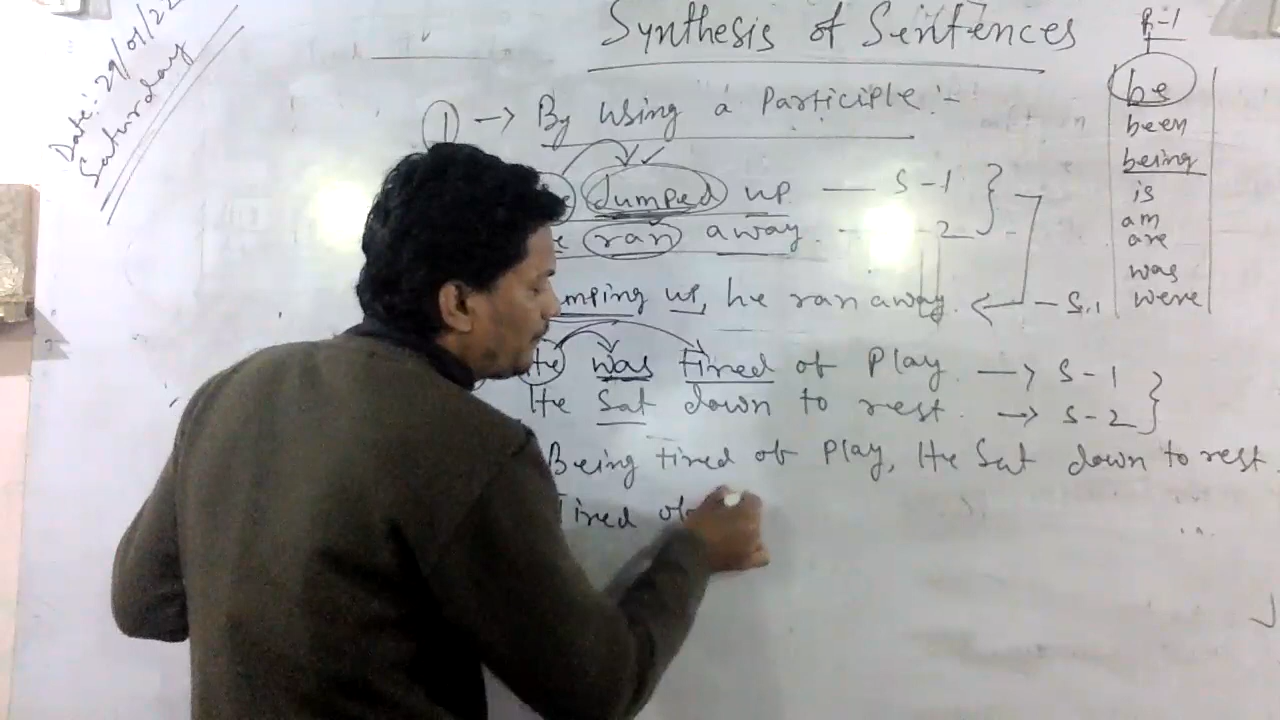 Date:- 29/01/22
Saturday
Synthesis of Sentences
① → By using a Participle :-
Jumped up — S-1
ran away. 2
mping up, he ran away. — S.1
He was tired of Play. → S-1
He Sat down to rest. → S-2
Being tired of Play, He Sat down to rest.
Tired of
R-1
be
been
being
is
am
are
was
were